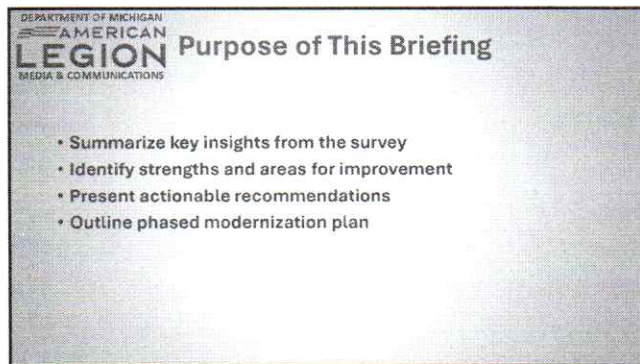 DEPARTMENT OF MICHIGAN
AMERICAN
LEGION
MEDIA & COMMUNICATIONS
Purpose of This Briefing
• Summarize key insights from the survey
• Identify strengths and areas for improvement
• Present actionable recommendations
• Outline phased modernization plan